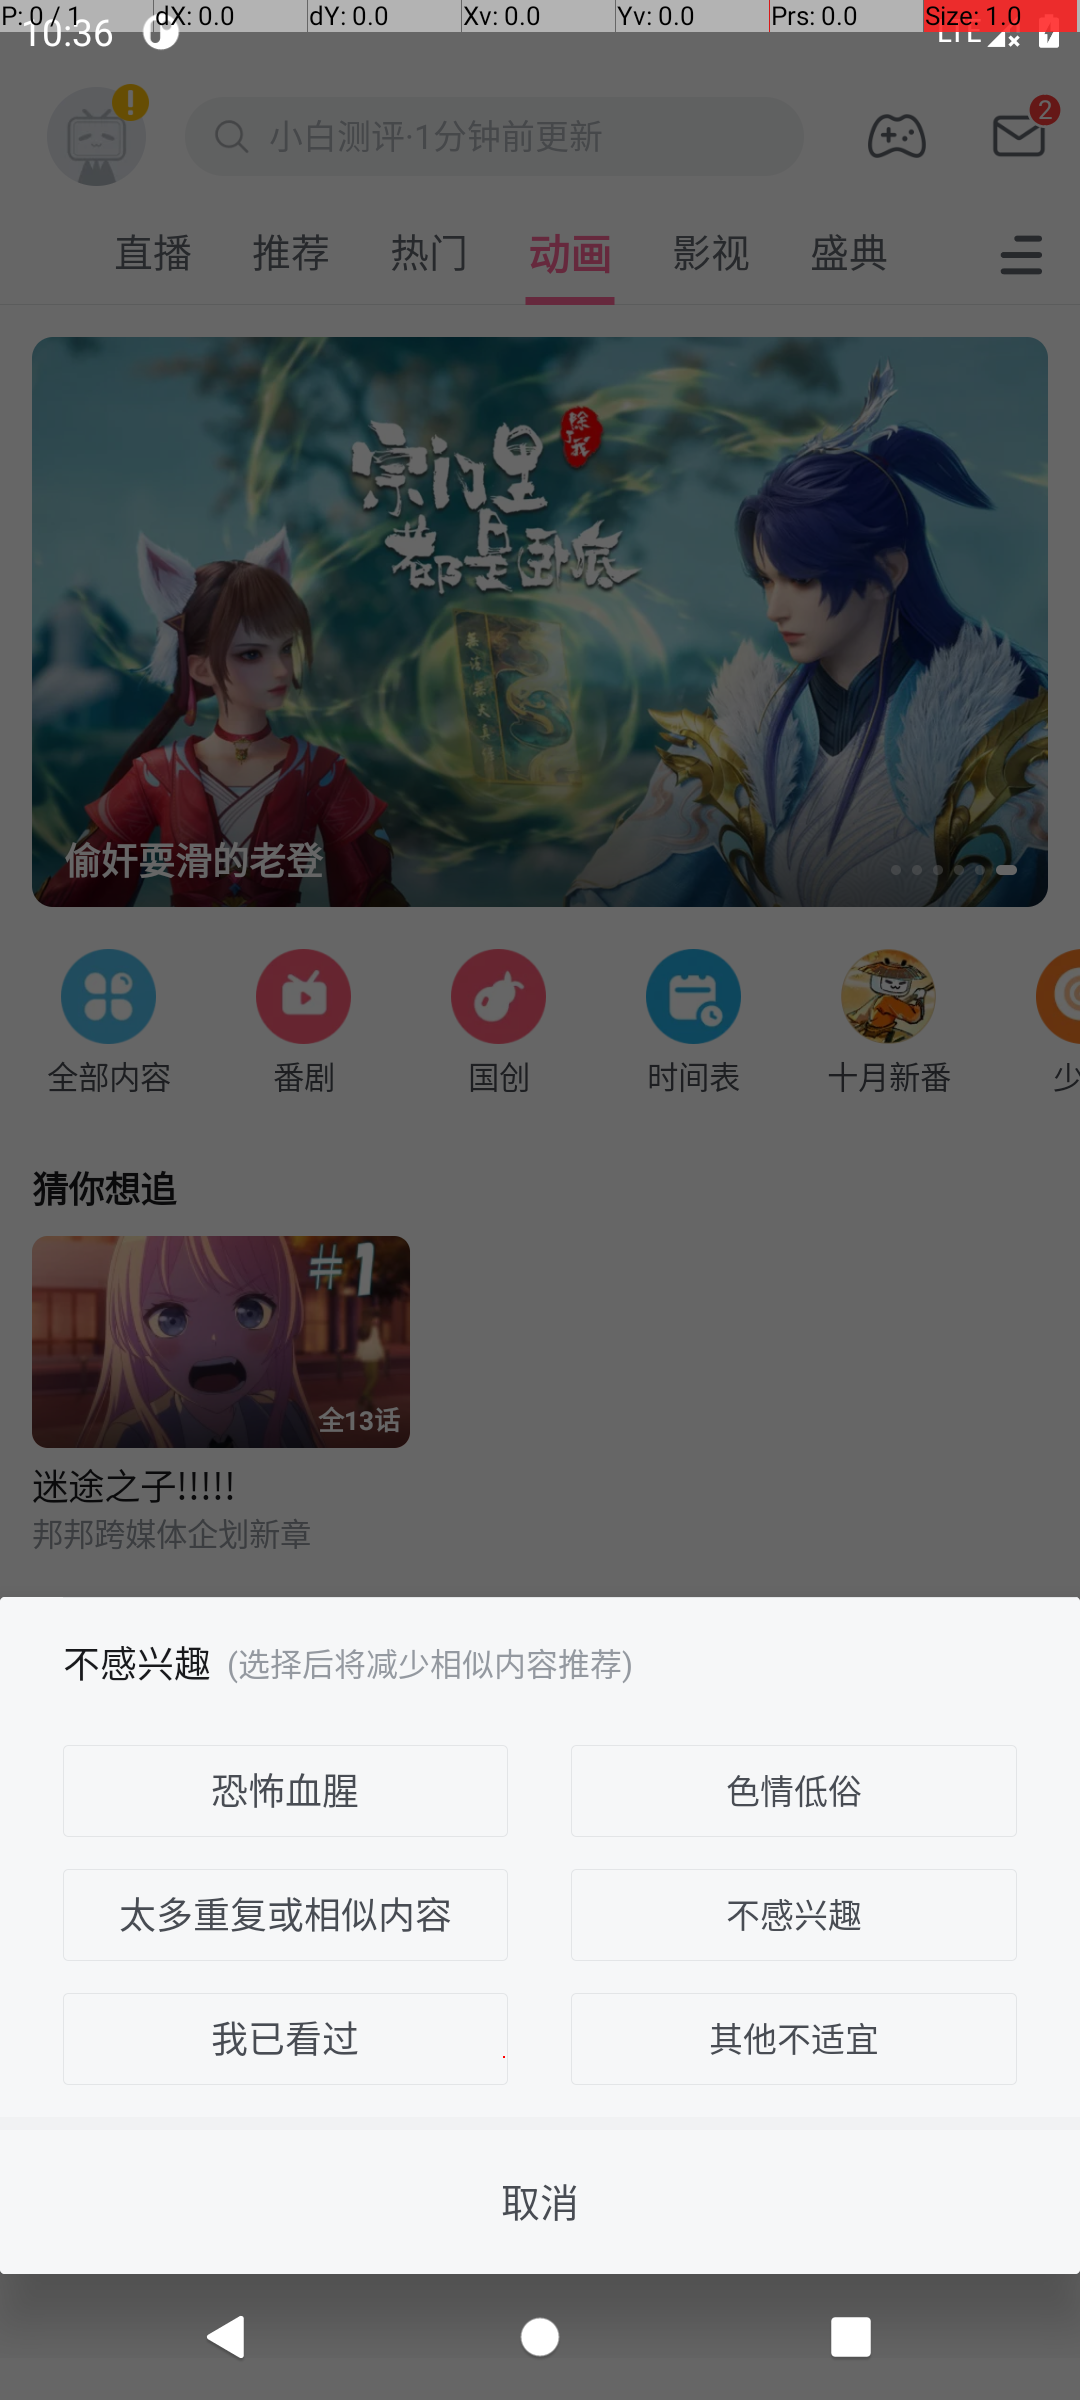 P: 0 / 1 dX: 0.0 dY: 0.0 Xv: 0.0 Yv: 0.0 Prs: 0.0 Size: 1.0
10:36 LTE
小白测评·1分钟前更新 2
直播 推荐 热门 动画 影视 盛典
除了我
宗门里
都是卧底
偷奸耍滑的老登
全部内容 番剧 国创 时间表 十月新番 少
猜你想追
#1
全13话
迷途之子!!!!!
邦邦跨媒体企划新章
不感兴趣 (选择后将减少相似内容推荐)
恐怖血腥 色情低俗
太多重复或相似内容 不感兴趣
我已看过 其他不适宜
取消